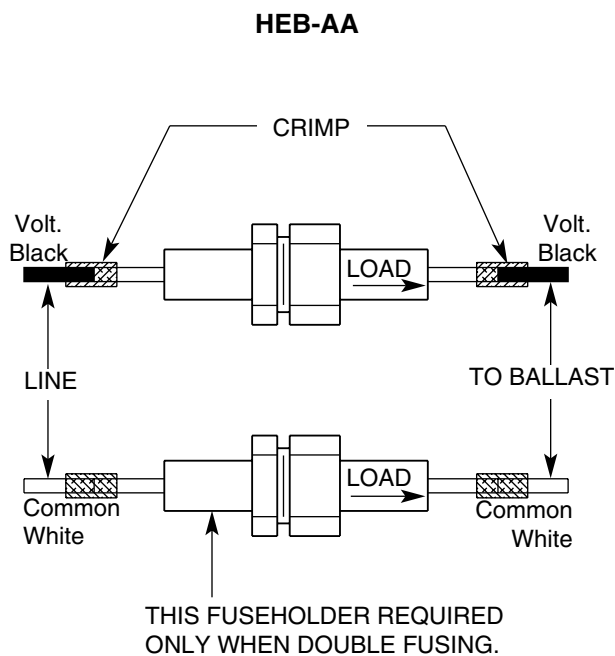 HEB-AA
CRIMP
Volt.
Black
Volt.
Black
LOAD
LINE
TO BALLAST
LOAD
Common
White
Common
White
THIS FUSEHOLDER REQUIRED
ONLY WHEN DOUBLE FUSING.